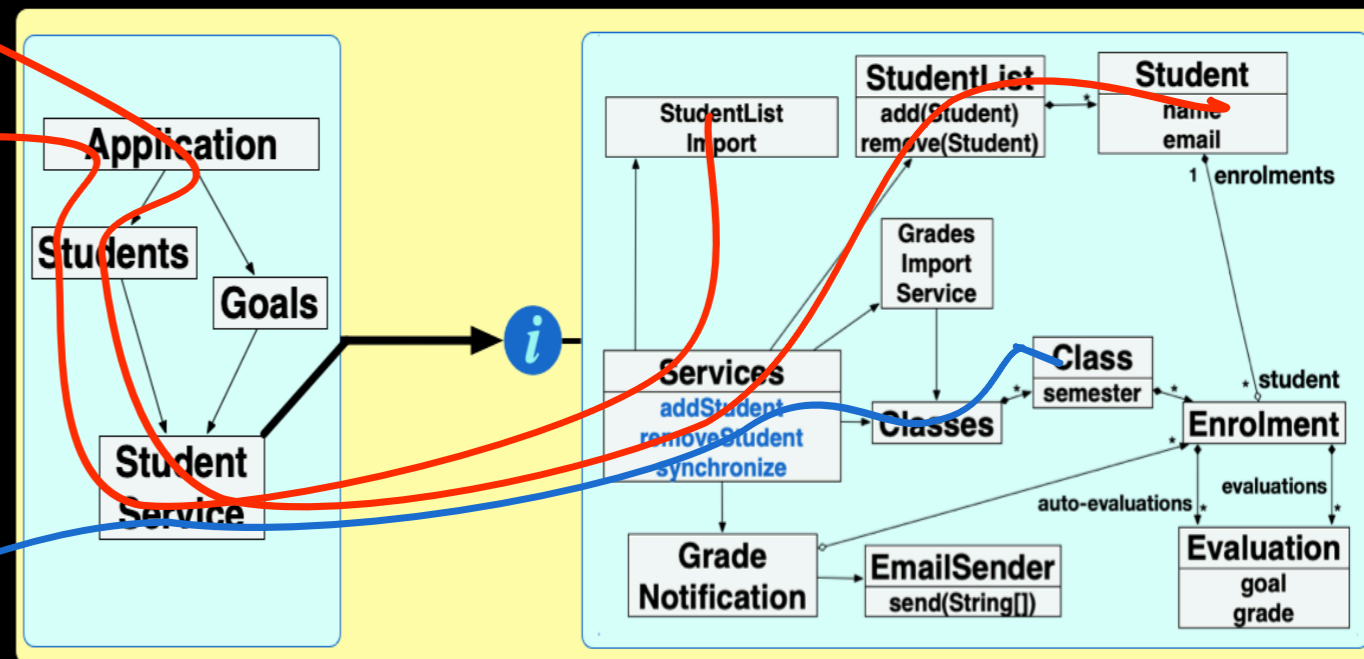 Application
Students
Goals
Student
Service
i
StudentList
Import
StudentList
add(Student)
remove(Student)
*
Student
name
email
1 enrolments
Grades
Import
Service
Services
addStudent
removeStudent
synchronize
Classes
*
Class
semester
*
* student
Enrolment
*
auto-evaluations
*
evaluations
*
Grade
Notification
EmailSender
send(String[])
Evaluation
goal
grade